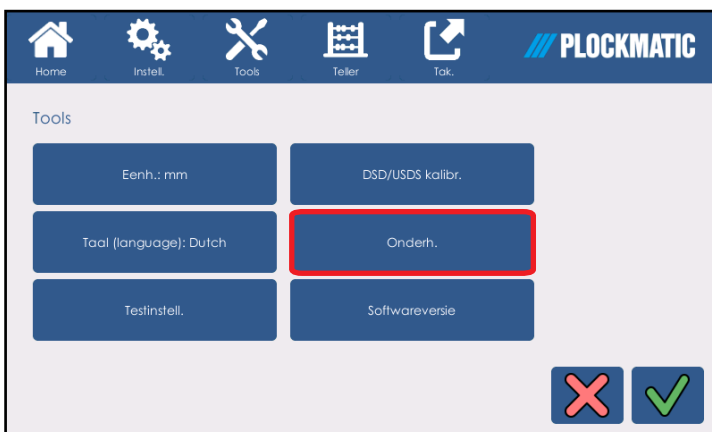 Home
Instell.
Tools
Teller
Tak.
PLOCKMATIC
Tools
Eenh.: mm
DSD/USDS kalibr.
Taal (language): Dutch
Onderh.
Testinstell.
Softwareversie